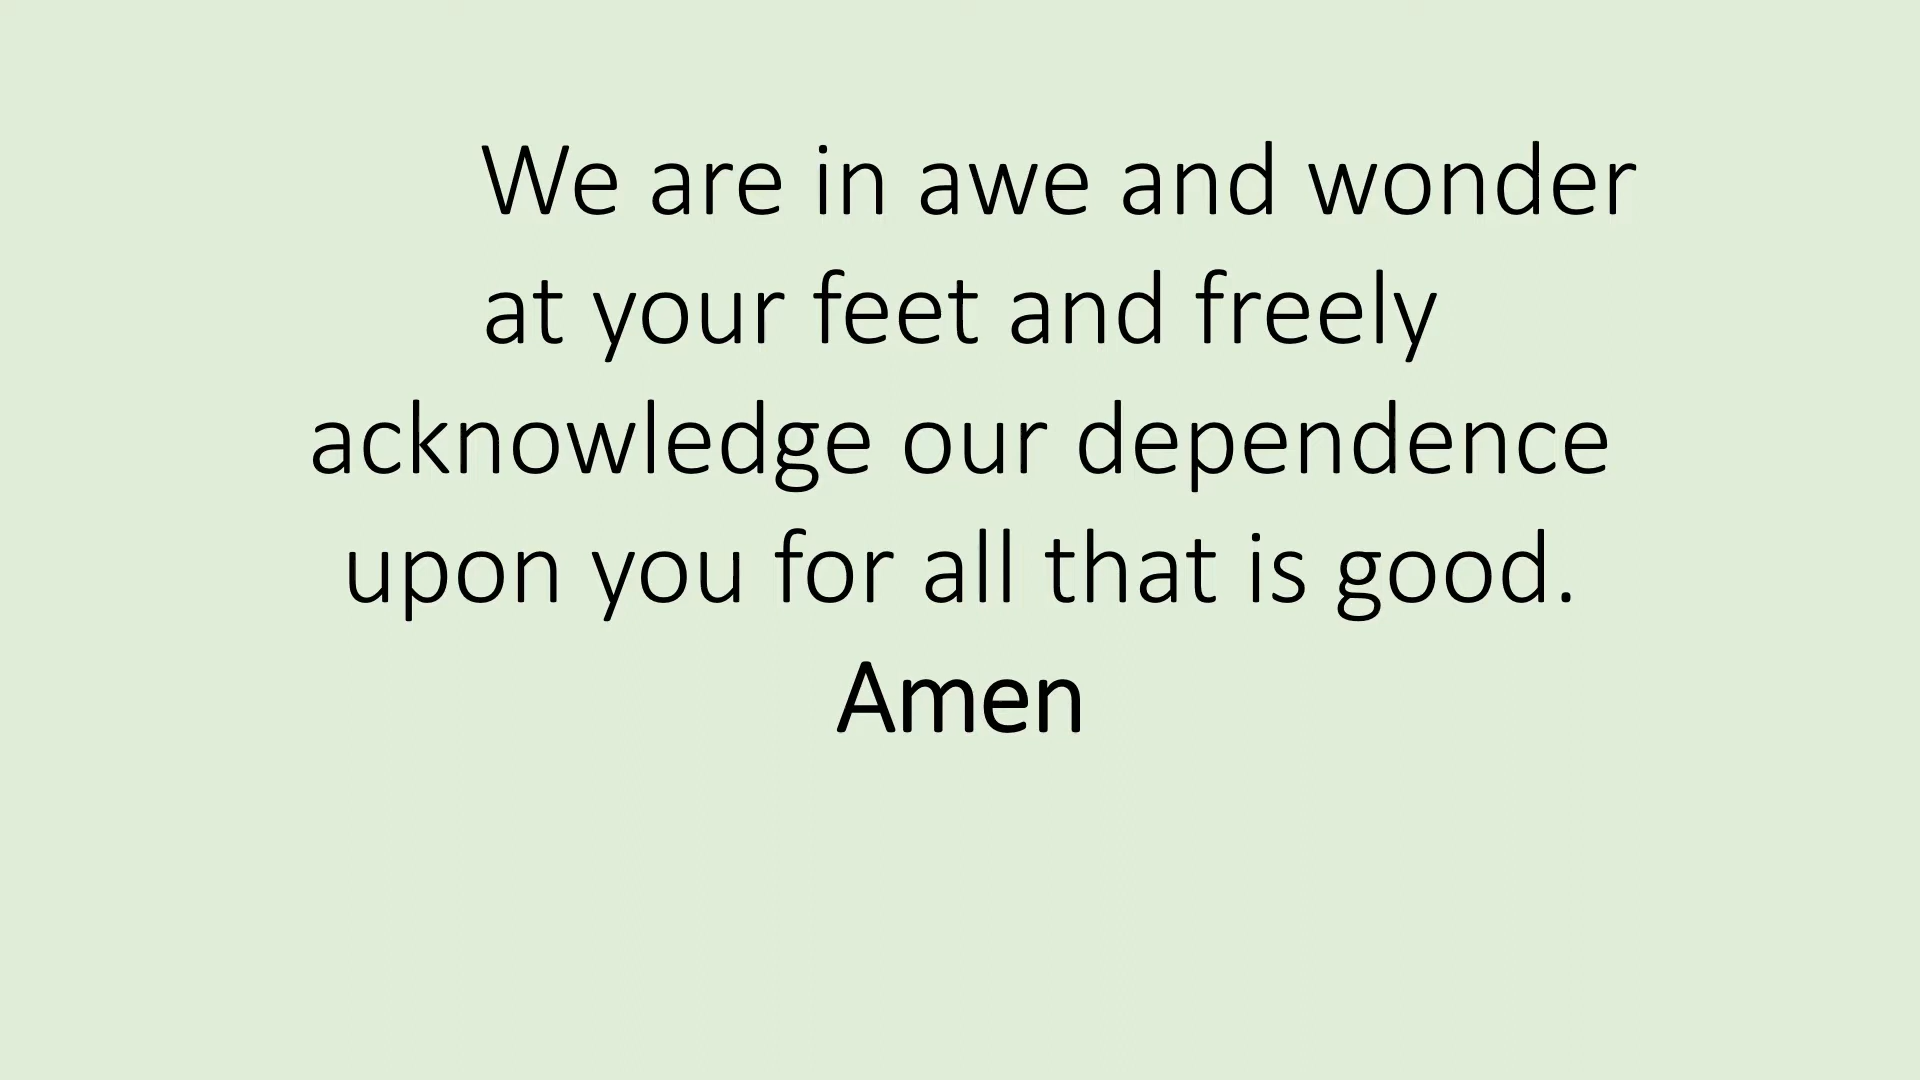 We are in awe and wonder
at your feet and freely
acknowledge our dependence
upon you for all that is good.
Amen